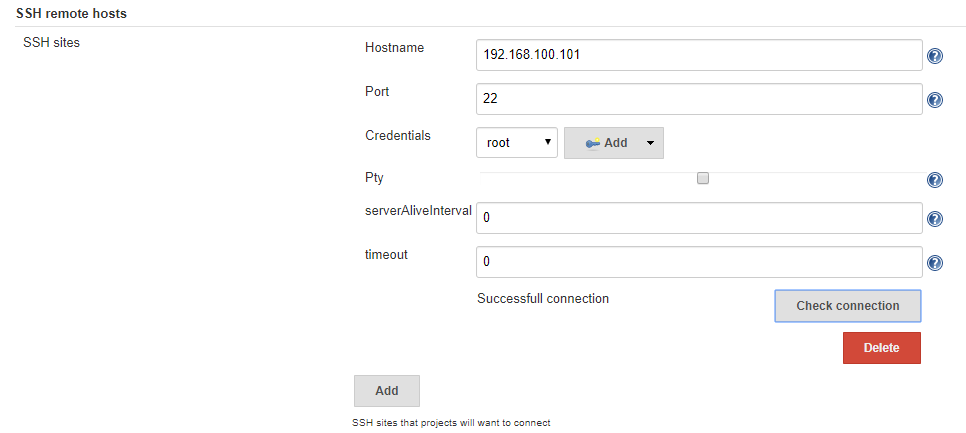 SSH remote hosts
SSH sites
Hostname
192.168.100.101
Port
22
Credentials
root
Add
Pty
serverAliveInterval
0
timeout
0
Successfull connection
Check connection
Delete
Add
SSH sites that projects will want to connect